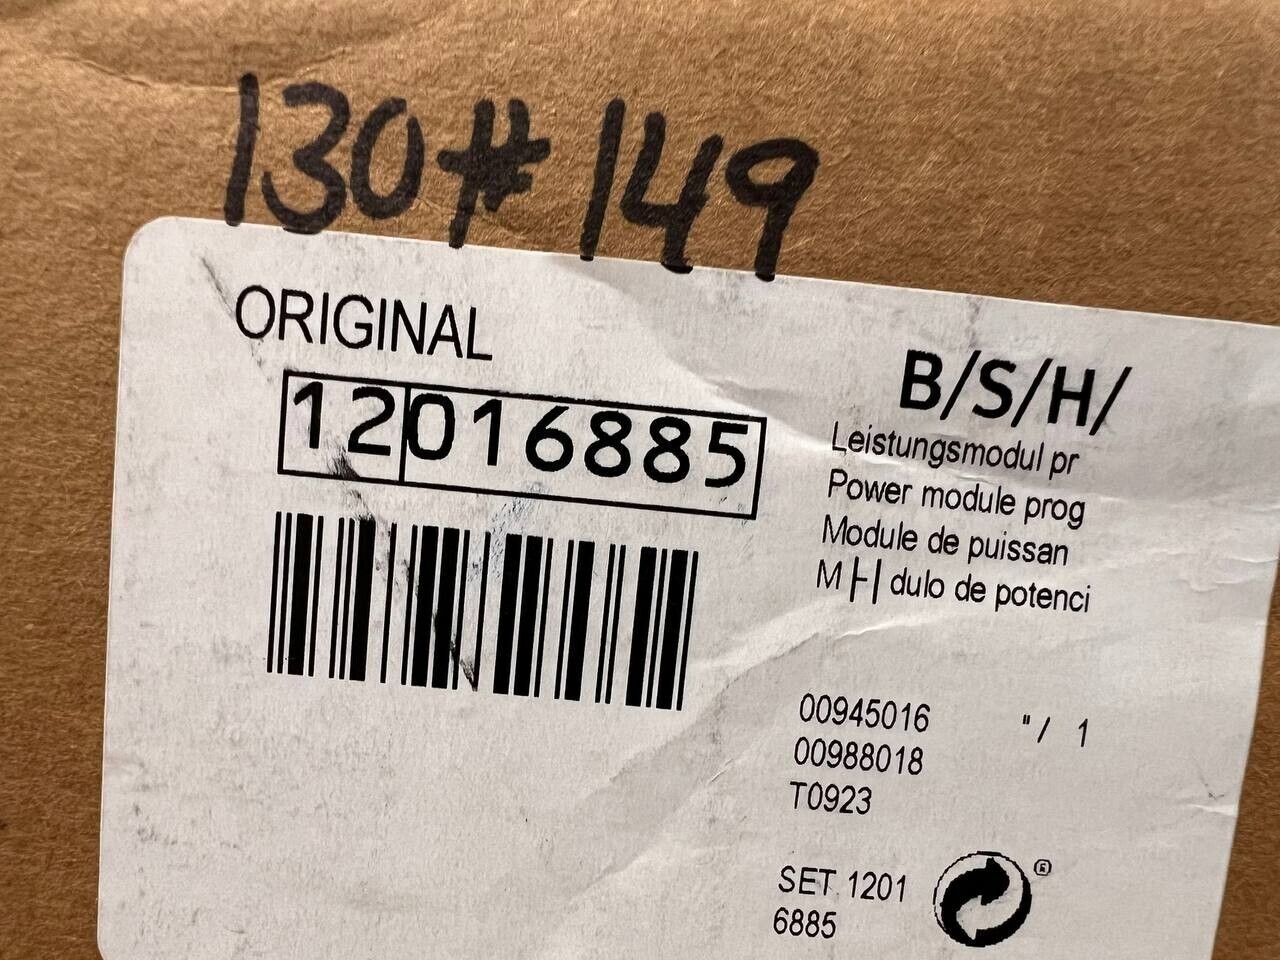 130#149
ORIGINAL
12016885
B/S/H/
Leistungsmodul pr
Power module prog
Module de puissan
M├┤dulo de potenci
00945016 "/ 1
00988018
T0923
SET 1201
6885
®